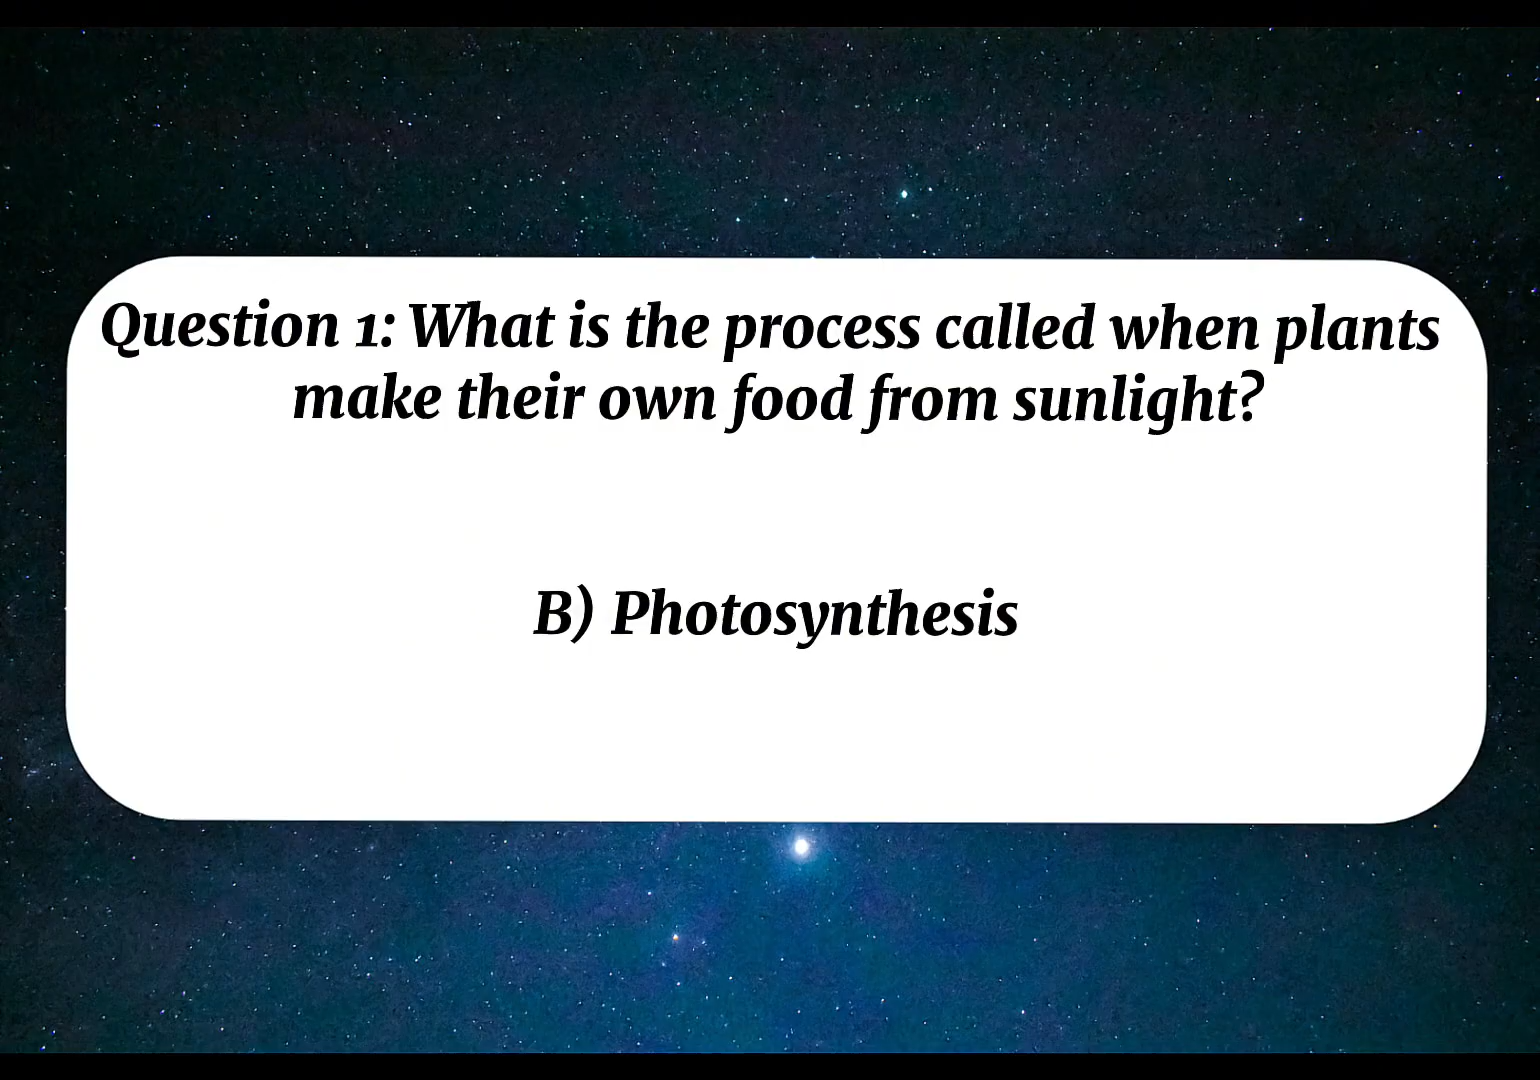 Question 1: What is the process called when plants
make their own food from sunlight?
B) Photosynthesis